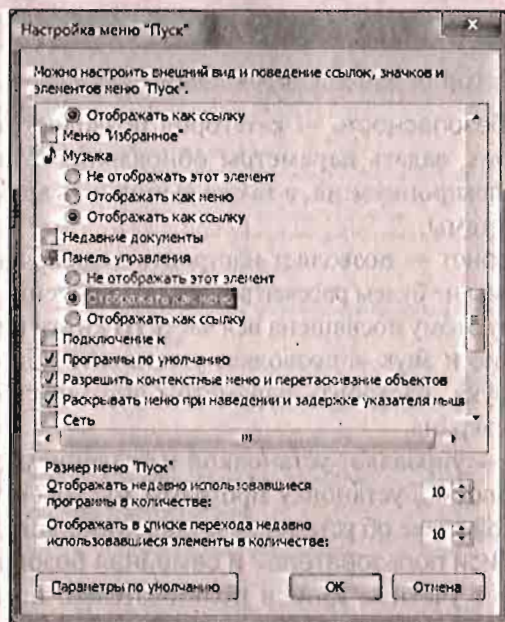 Настройка меню "Пуск"
Можно настроить внешний вид и поведение ссылок, значков и
элементов меню "Пуск".
Отображать как ссылку
Меню "Избранное"
Музыка
Не отображать этот элемент
Отображать как меню
Отображать как ссылку
Недавние документы
Панель управления
Не отображать этот элемент
Отображать как меню
Отображать как ссылку
Подключение к
Программы по умолчанию
Разрешить контекстные меню и перетаскивание объектов
Раскрывать меню при наведении и задержке указателя мыши
Сеть
Размер меню "Пуск"
Отображать недавно использовавшиеся
программы в количестве: 10
Отображать в списке перехода недавно
использовавшиеся элементы в количестве: 10
Параметры по умолчанию ОК Отмена